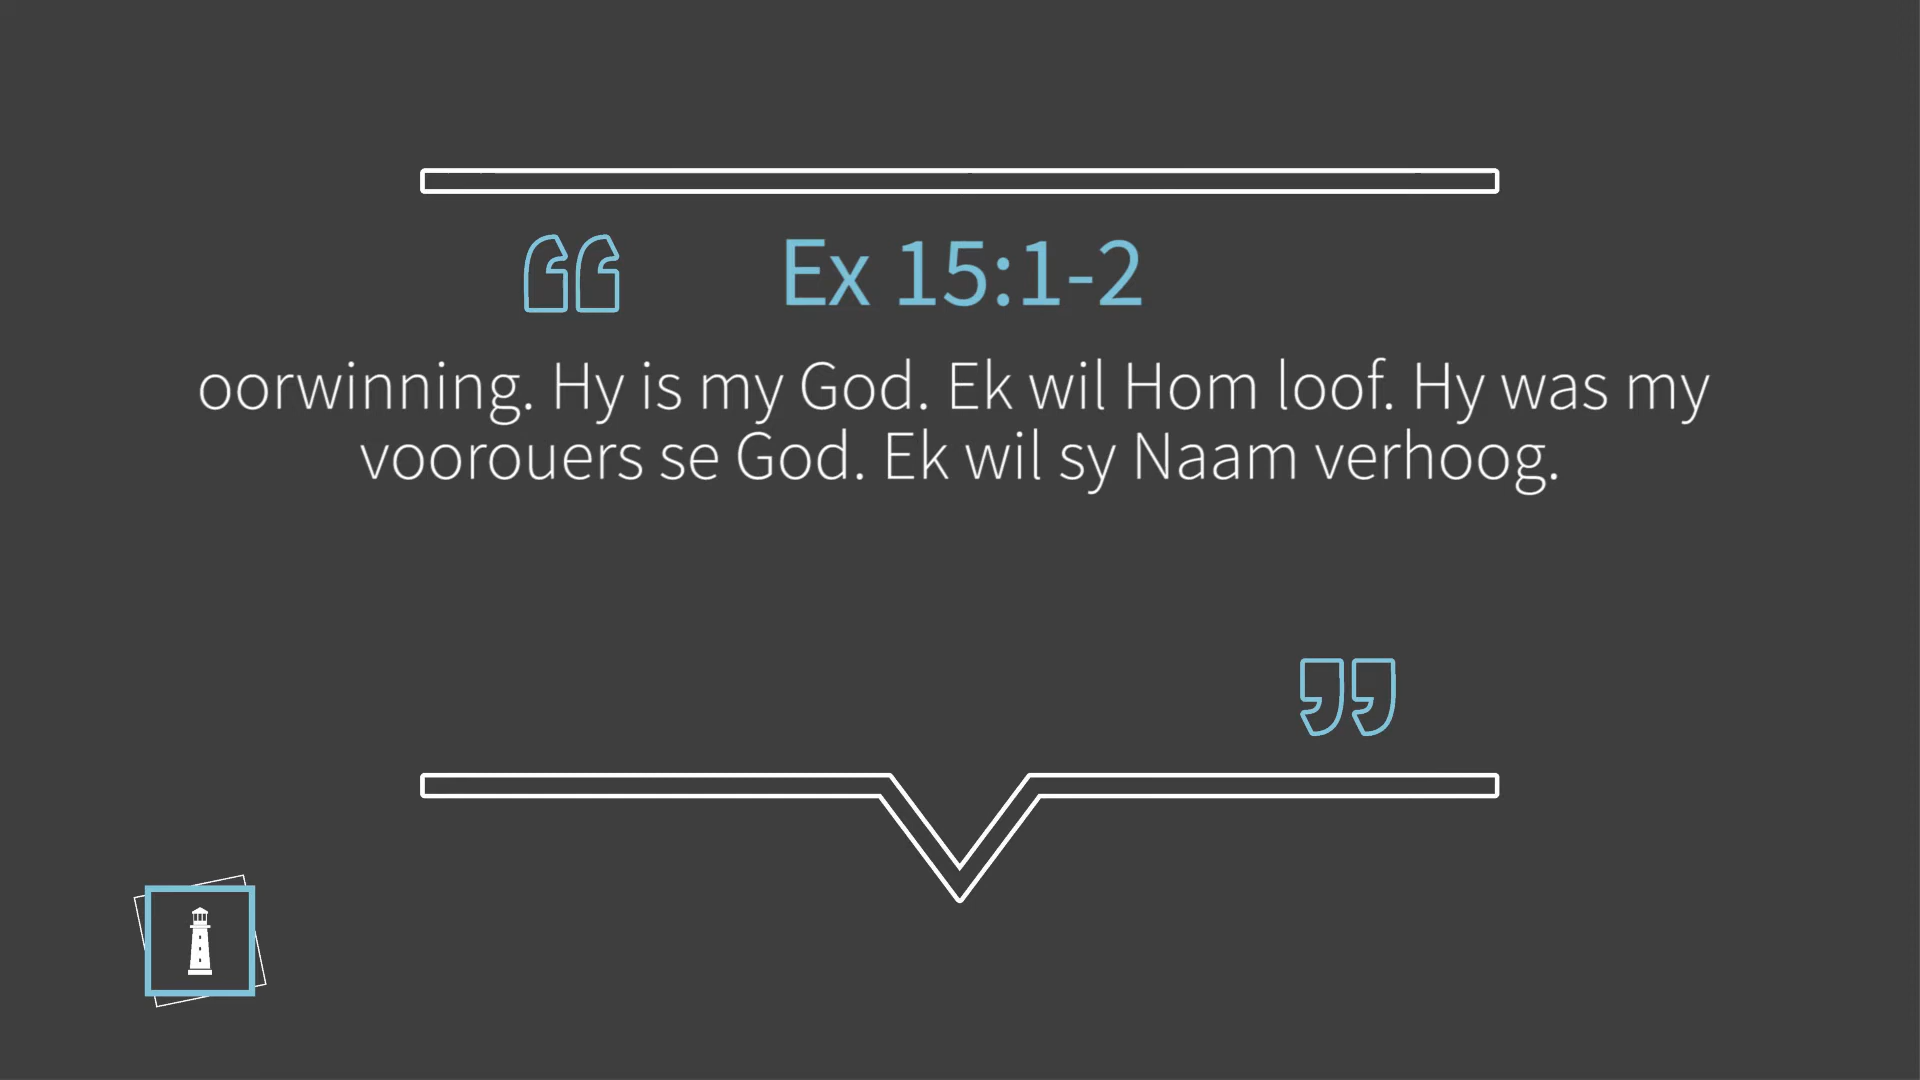 Ex 15:1-2
oorwinning. Hy is my God. Ek wil Hom loof. Hy was my
voorouers se God. Ek wil sy Naam verhoog.